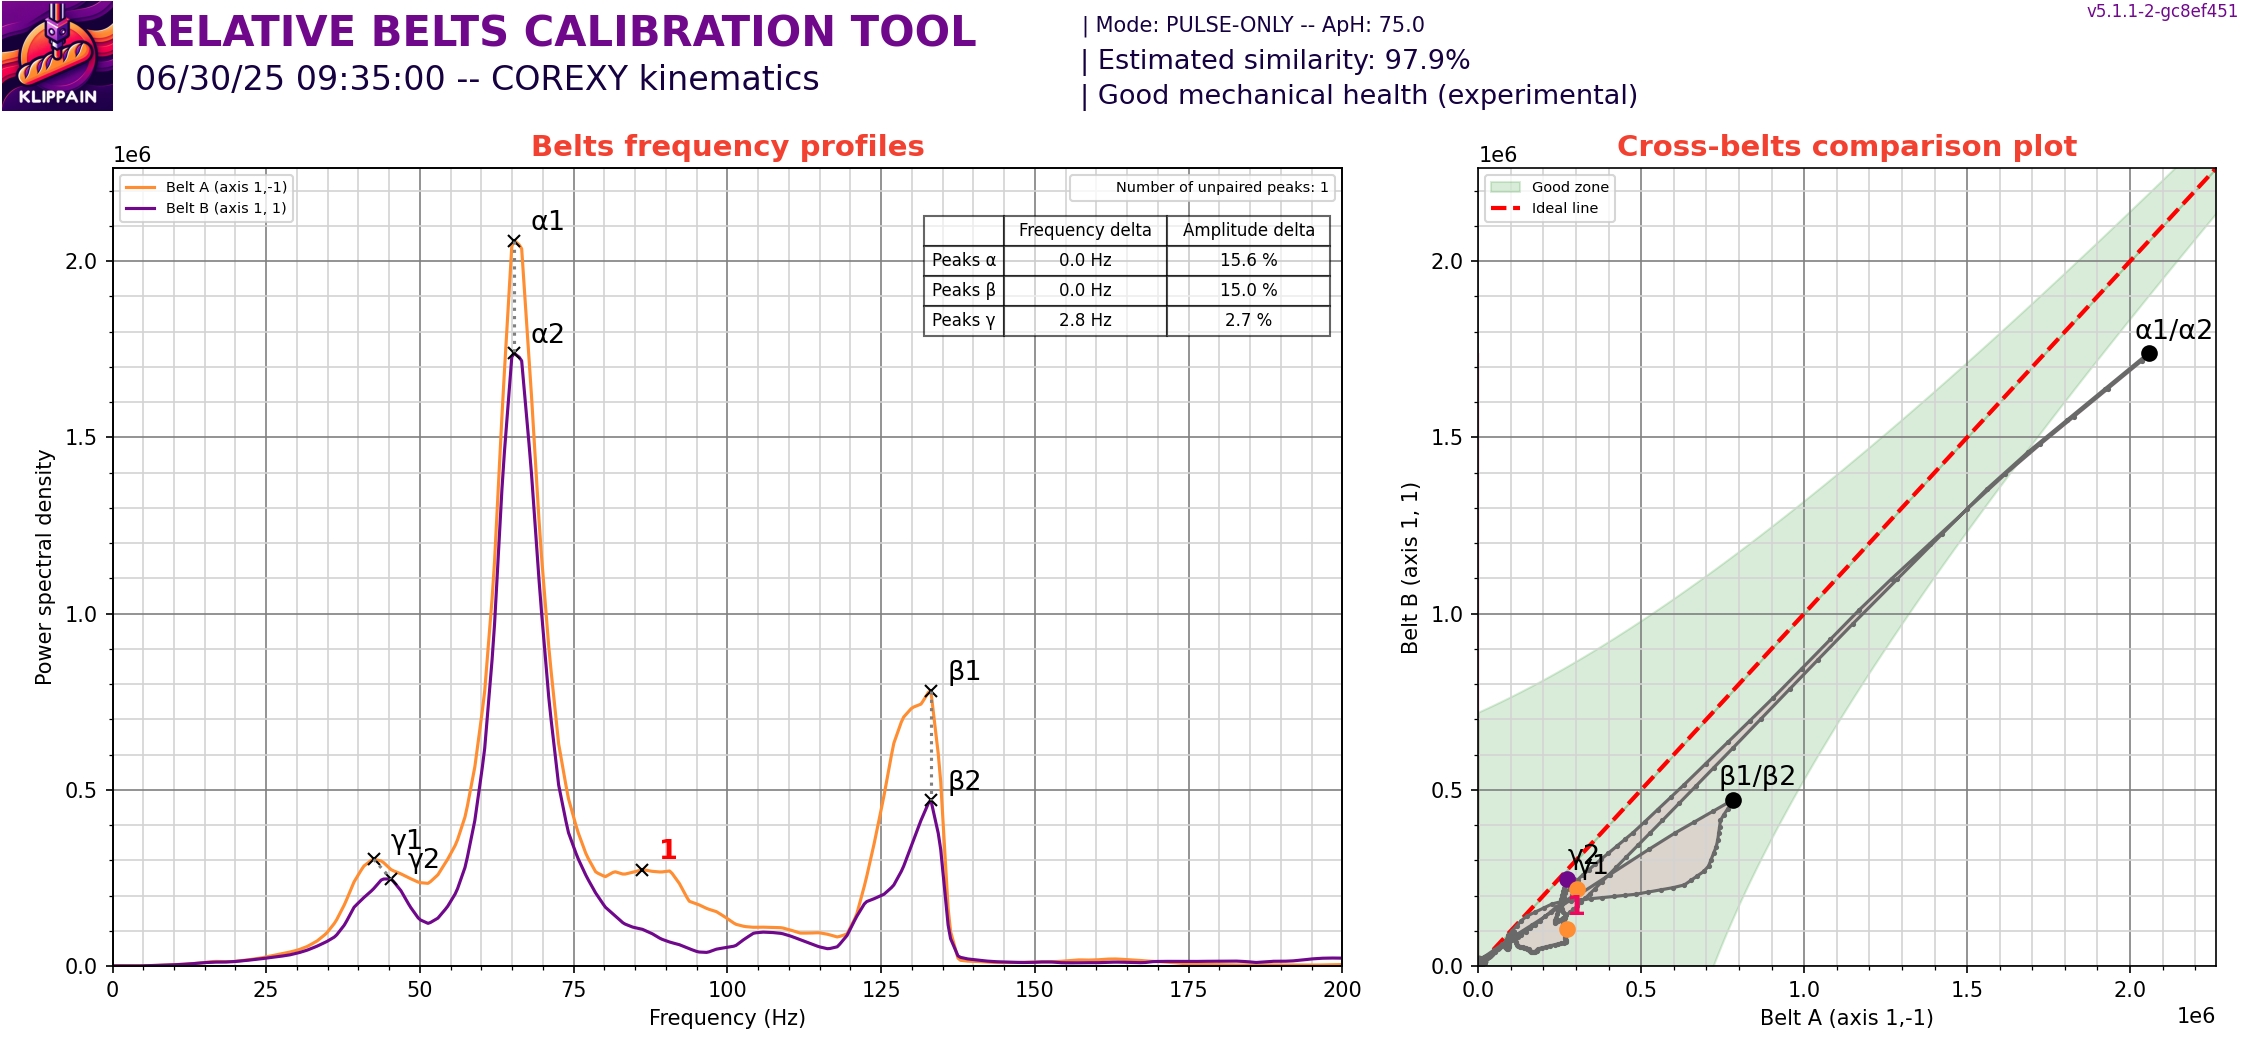 KLIPPAIN
RELATIVE BELTS CALIBRATION TOOL
06/30/25 09:35:00 -- COREXY kinematics
| Mode: PULSE-ONLY -- ApH: 75.0
| Estimated similarity: 97.9%
| Good mechanical health (experimental)
v5.1.1-2-gc8ef451
Belts frequency profiles
1e6
Belt A (axis 1,-1)
Belt B (axis 1, 1)
Number of unpaired peaks: 1
Frequency delta Amplitude delta
Peaks α 0.0 Hz 15.6 %
Peaks β 0.0 Hz 15.0 %
Peaks γ 2.8 Hz 2.7 %
α1
α2
β1
β2
γ1
γ2
1
2.0
1.5
1.0
0.5
0.0
Power spectral density
0 25 50 75 100 125 150 175 200
Frequency (Hz)
Cross-belts comparison plot
1e6
Good zone
Ideal line
α1/α2
β1/β2
γ2
γ1
1
2.0
1.5
1.0
0.5
0.0
Belt B (axis 1, 1)
0.0 0.5 1.0 1.5 2.0
Belt A (axis 1,-1)
1e6